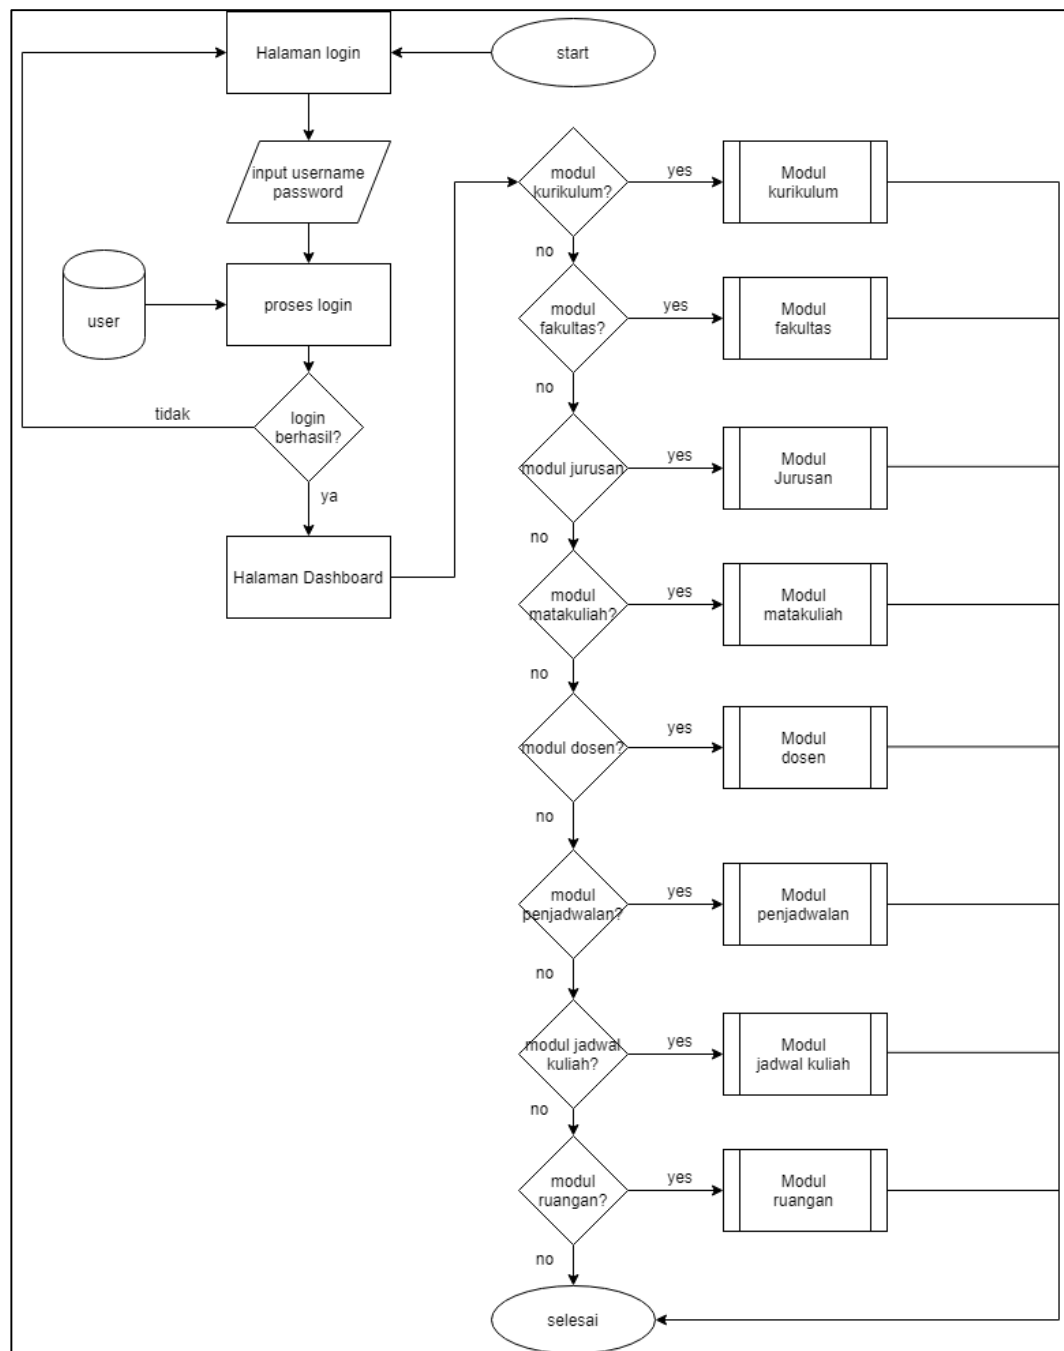 Halaman login
start
input username
password
user
proses login
login
berhasil?
tidak
ya
Halaman Dashboard
modul
kurikulum?
yes
Modul
kurikulum
no
modul
fakultas?
yes
Modul
fakultas
no
modul jurusan
yes
Modul
Jurusan
no
modul
matakuliah?
yes
Modul
matakuliah
no
modul dosen?
yes
Modul
dosen
no
modul
penjadwalan?
yes
Modul
penjadwalan
no
modul jadwal
kuliah?
yes
Modul
jadwal kuliah
no
modul
ruangan?
yes
Modul
ruangan
no
selesai